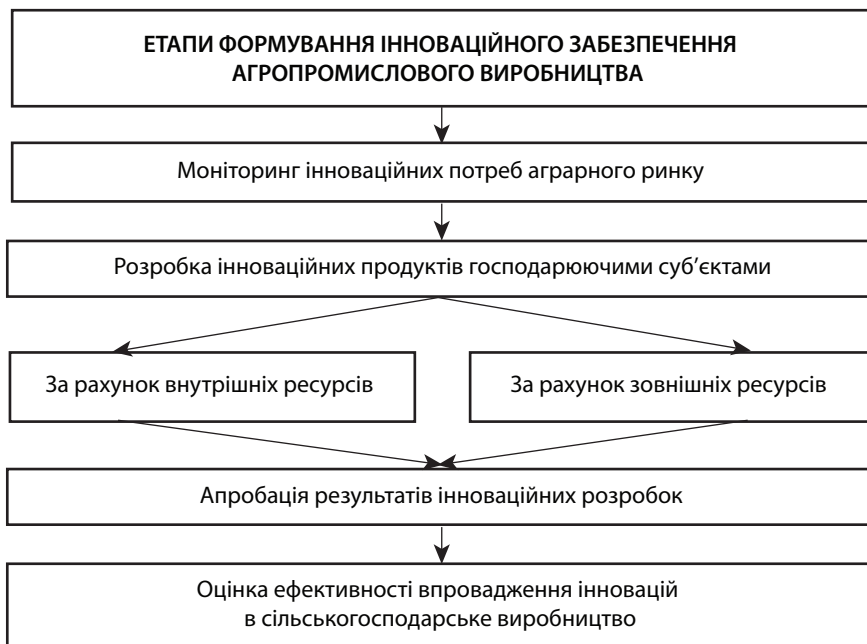 ЕТАПИ ФОРМУВАННЯ ІННОВАЦІЙНОГО ЗАБЕЗПЕЧЕННЯ
АГРОПРОМИСЛОВОГО ВИРОБНИЦТВА
Моніторинг інноваційних потреб аграрного ринку
Розробка інноваційних продуктів господарюючими суб’єктами
За рахунок внутрішніх ресурсів
За рахунок зовнішніх ресурсів
Апробація результатів інноваційних розробок
Оцінка ефективності впровадження інновацій
в сільськогосподарське виробництво